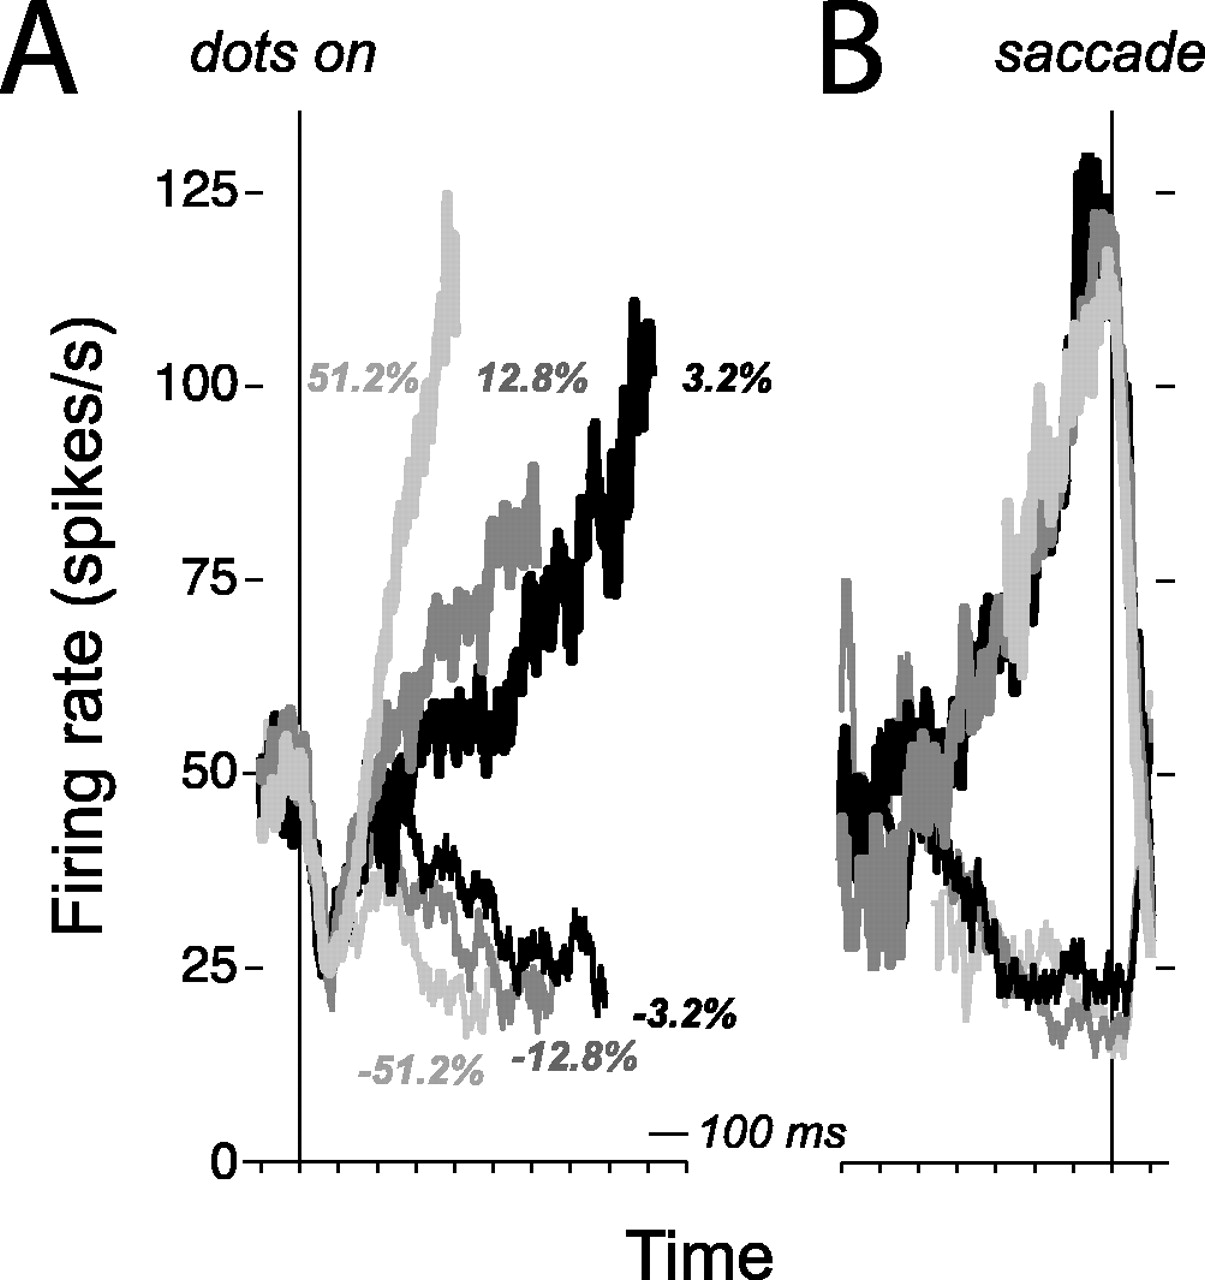 A
dots on
B
saccade
125
100
75
50
25
0
Firing rate (spikes/s)
51.2%
12.8%
3.2%
-3.2%
-12.8%
-51.2%
100 ms
Time